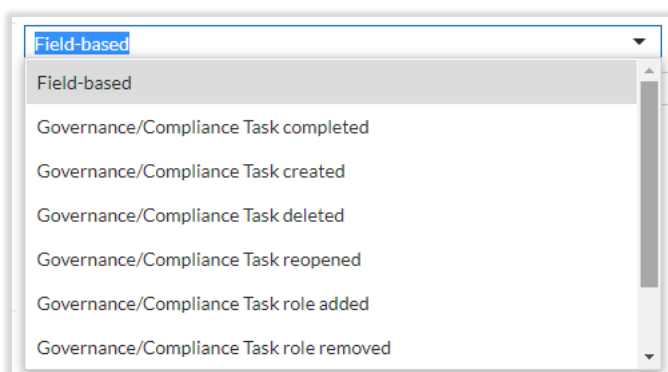 Field-based
Field-based
Governance/Compliance Task completed
Governance/Compliance Task created
Governance/Compliance Task deleted
Governance/Compliance Task reopened
Governance/Compliance Task role added
Governance/Compliance Task role removed